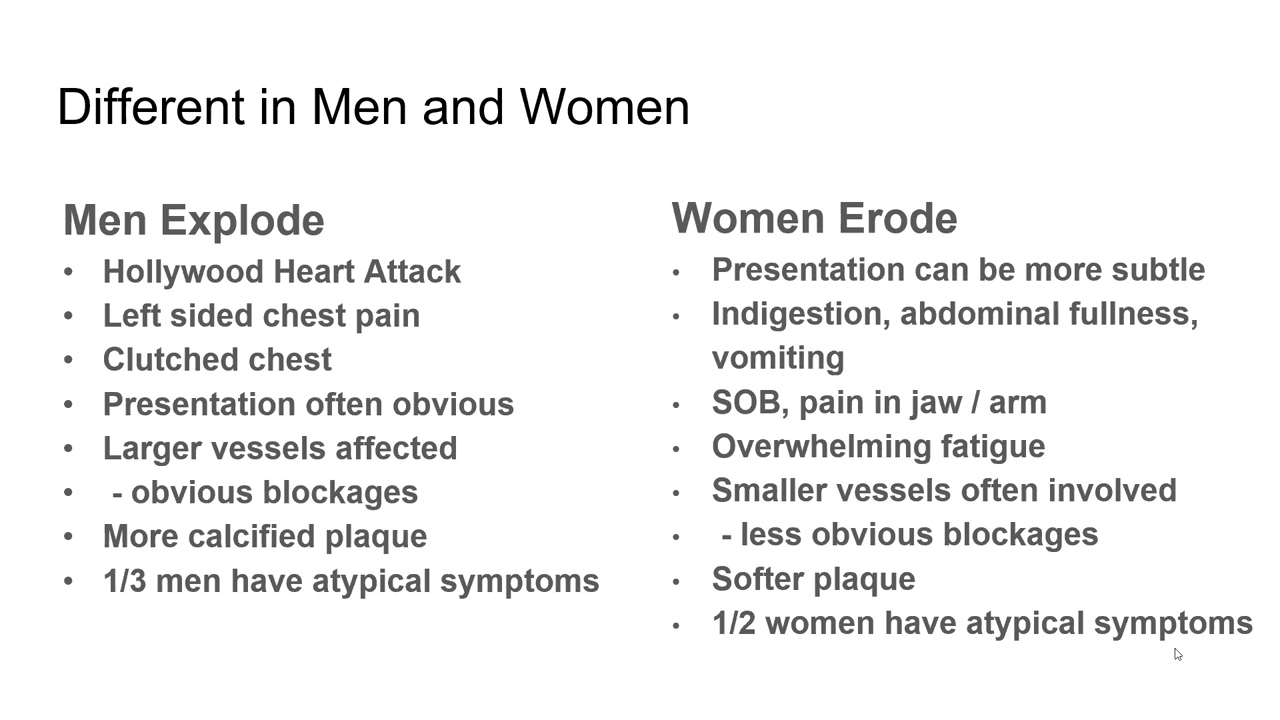 Different in Men and Women
Men Explode
• Hollywood Heart Attack
• Left sided chest pain
• Clutched chest
• Presentation often obvious
• Larger vessels affected
• - obvious blockages
• More calcified plaque
• 1/3 men have atypical symptoms
Women Erode
• Presentation can be more subtle
• Indigestion, abdominal fullness,
vomiting
• SOB, pain in jaw / arm
• Overwhelming fatigue
• Smaller vessels often involved
• - less obvious blockages
• Softer plaque
• 1/2 women have atypical symptoms